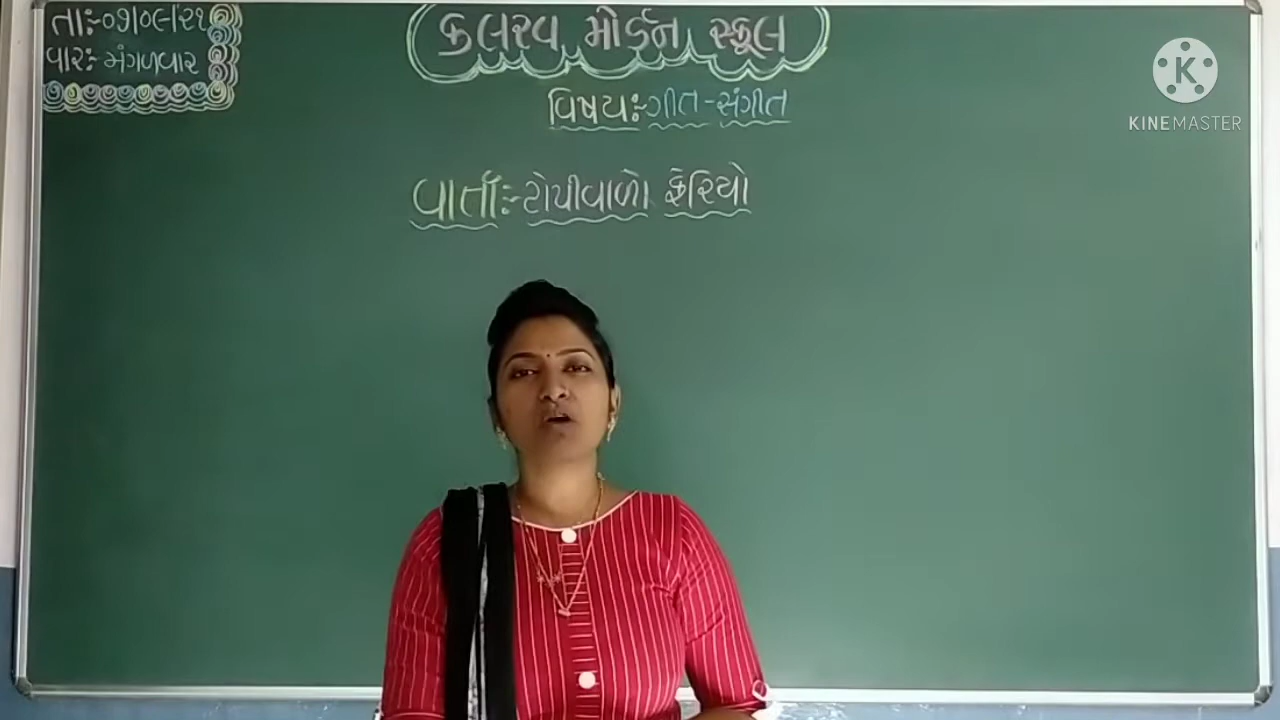 તા:-૦૭/૦૯/૨૧
વાર:- મંગળવાર
કલરવ મોર્ડન સ્કૂલ
વિષય:-ગીત-સંગીત
વાર્તા:-ટોપીવાળો ફેરિયો
K
KINEMASTER